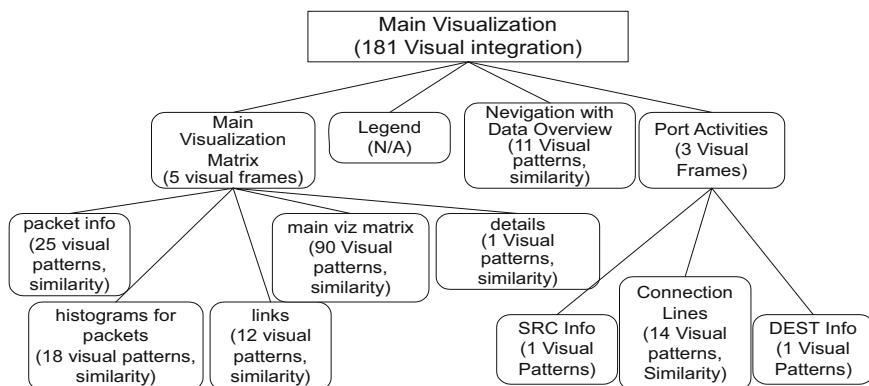 Main Visualization
(181 Visual integration)
Main
Visualization
Matrix
(5 visual frames)
Legend
(N/A)
Nevigation with
Data Overview
(11 Visual
patterns,
similarity)
Port Activities
(3 Visual
Frames)
packet info
(25 visual
patterns,
similarity)
main viz matrix
(90 Visual
patterns,
similarity)
details
(1 Visual
patterns,
similarity)
histograms for
packets
(18 visual patterns,
similarity)
links
(12 visual
patterns,
similarity)
SRC Info
(1 Visual
Patterns)
Connection
Lines
(14 Visual
patterns,
Similarity)
DEST Info
(1 Visual
Patterns)